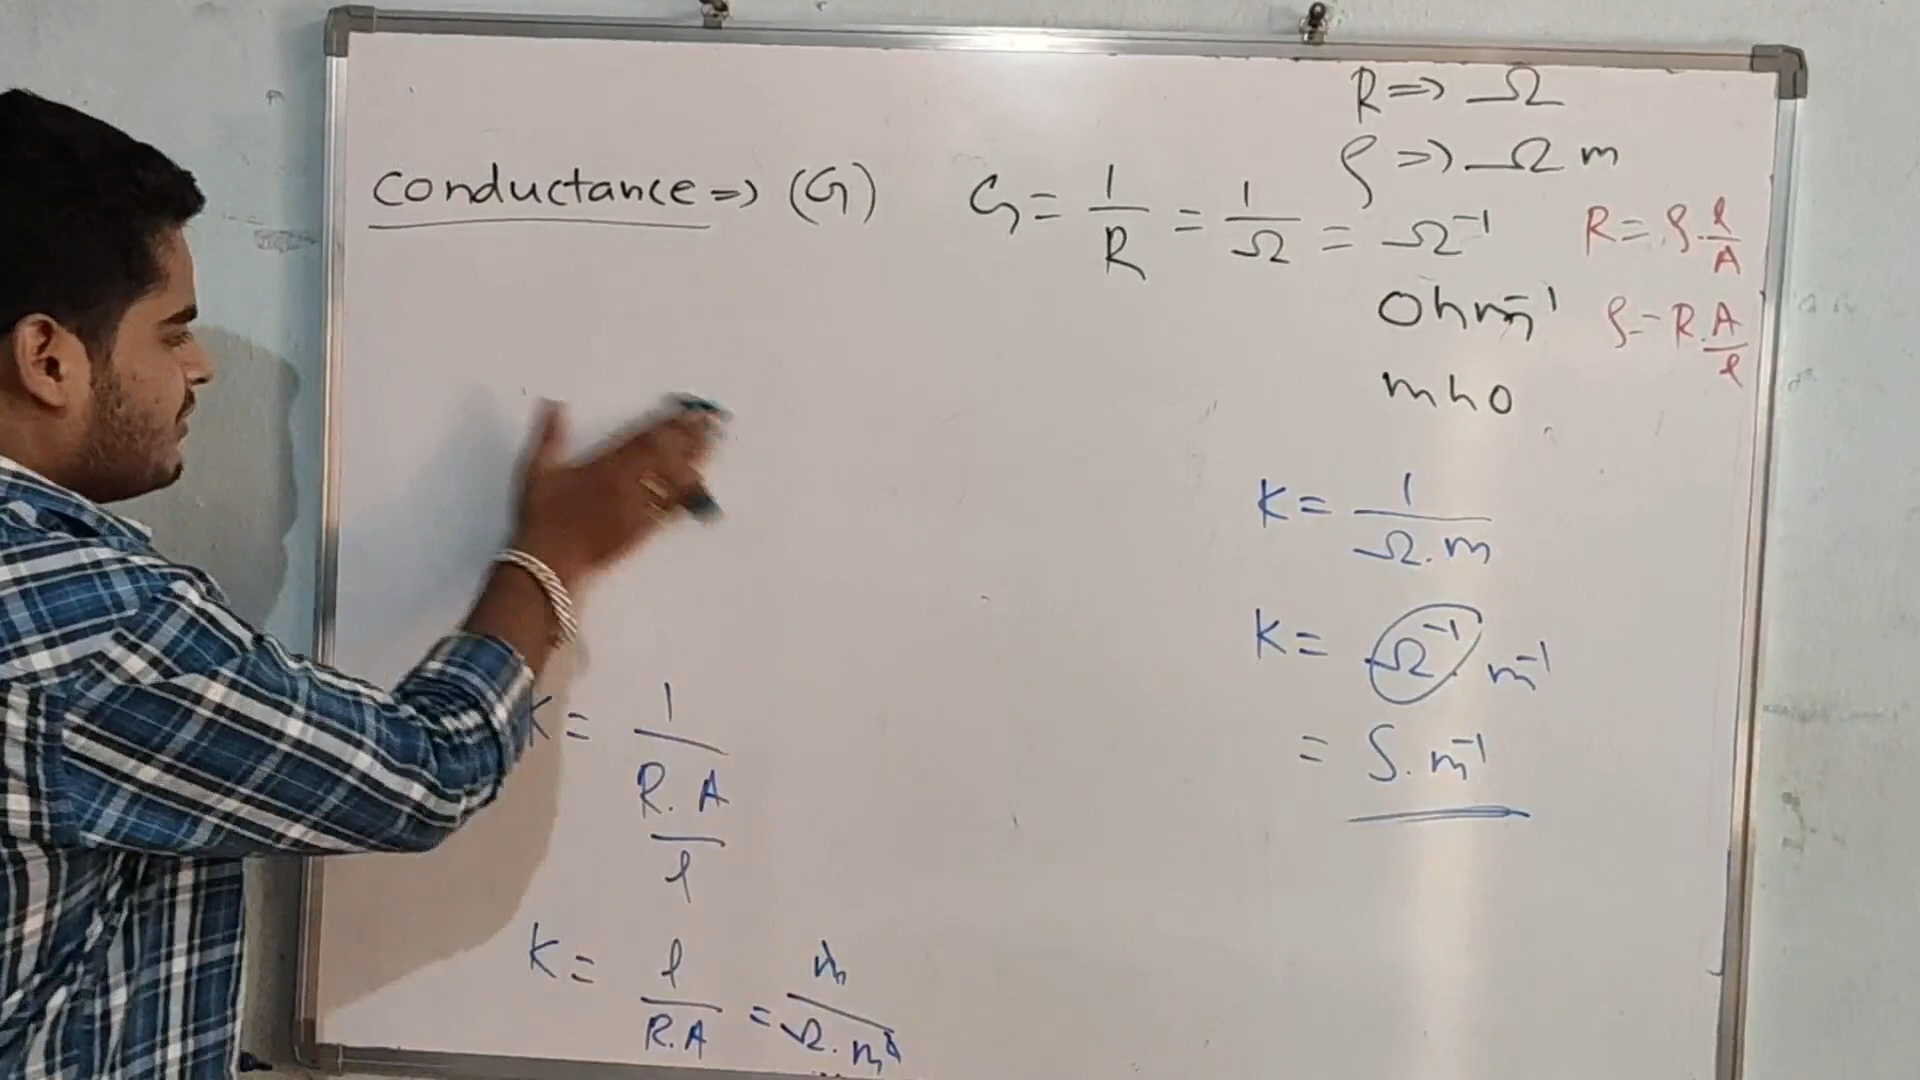 R => Ω
ρ => Ω m
conductance => (G) G = 1/R = 1/Ω = Ω⁻¹
R = ρ.l/A
Ohm⁻¹
ρ = R.A/l
mho
K = 1/Ω.m
K = Ω⁻¹. m⁻¹
= S.m⁻¹
K = 1/(R.A/l)
K = l/R.A = m/Ω.m²